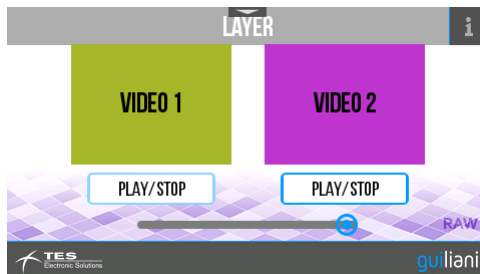 LAYER
i
VIDEO 1
VIDEO 2
PLAY/STOP
PLAY/STOP
RAW
TES
Electronic Solutions
guiliani